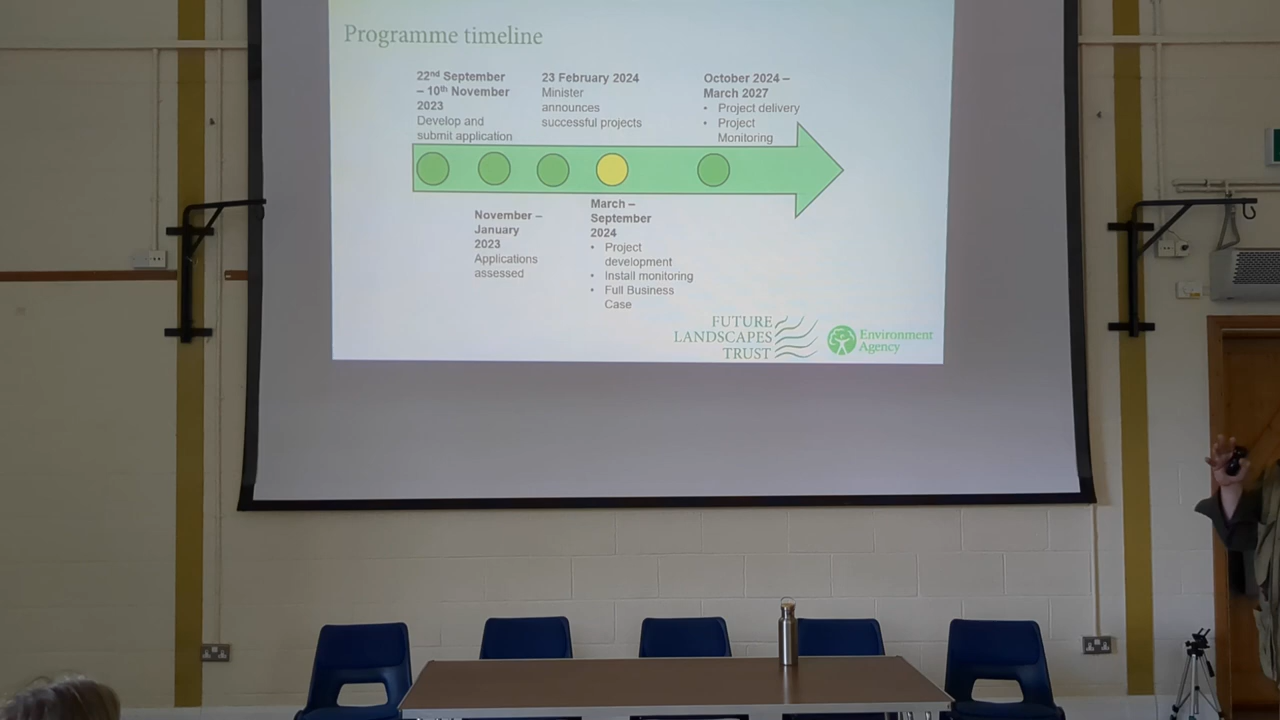 Programme timeline
22nd September
– 10th November
2023
Develop and
submit application
23 February 2024
Minister
announces
successful projects
October 2024 –
March 2027
• Project delivery
• Project
Monitoring
November –
January
2023
Applications
assessed
March –
September
2024
• Project
development
• Install monitoring
• Full Business
Case
FUTURE
LANDSCAPES
TRUST
Environment
Agency